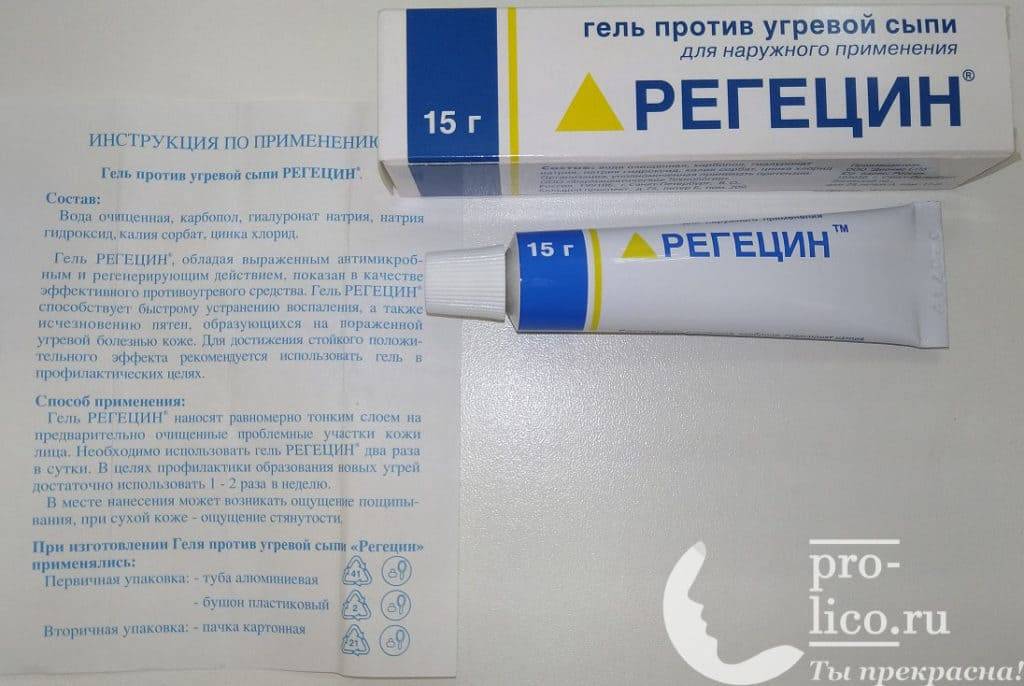 гель против угревой сыпи
для наружного применения
РЕГЕЦИН®
15 г
15 г
РЕГЕЦИН™
ИНСТРУКЦИЯ ПО ПРИМЕНЕНИЮ
Гель против угревой сыпи РЕГЕЦИН®.
Состав:
Вода очищенная, карбопол, гиалуронат натрия, натрия
гидроксид, калия сорбат, цинка хлорид.
Гель РЕГЕЦИН®, обладая выраженным антимикроб-
ным и регенерирующим действием, показан в качестве
эффективного противоугревого средства. Гель РЕГЕЦИН®
способствует быстрому устранению воспаления, а также
исчезновению пятен, образующихся на пораженной
угревой болезнью коже. Для достижения стойкого положи-
тельного эффекта рекомендуется использовать гель в
профилактических целях.
Способ применения:
Гель РЕГЕЦИН® наносят равномерно тонким слоем на
предварительно очищенные проблемные участки кожи
лица. Необходимо использовать гель РЕГЕЦИН® два раза
в сутки. В целях профилактики образования новых угрей
достаточно использовать 1 - 2 раза в неделю.
В месте нанесения может возникать ощущение пощипы-
вания, при сухой коже - ощущение стянутости.
При изготовлении Геля против угревой сыпи «Регецин»
применялись:
Первичная упаковка: - туба алюминиевая
41
- бушон пластиковый
2
Вторичная упаковка: - пачка картонная
21
pro-
lico.ru
Ты прекрасна!